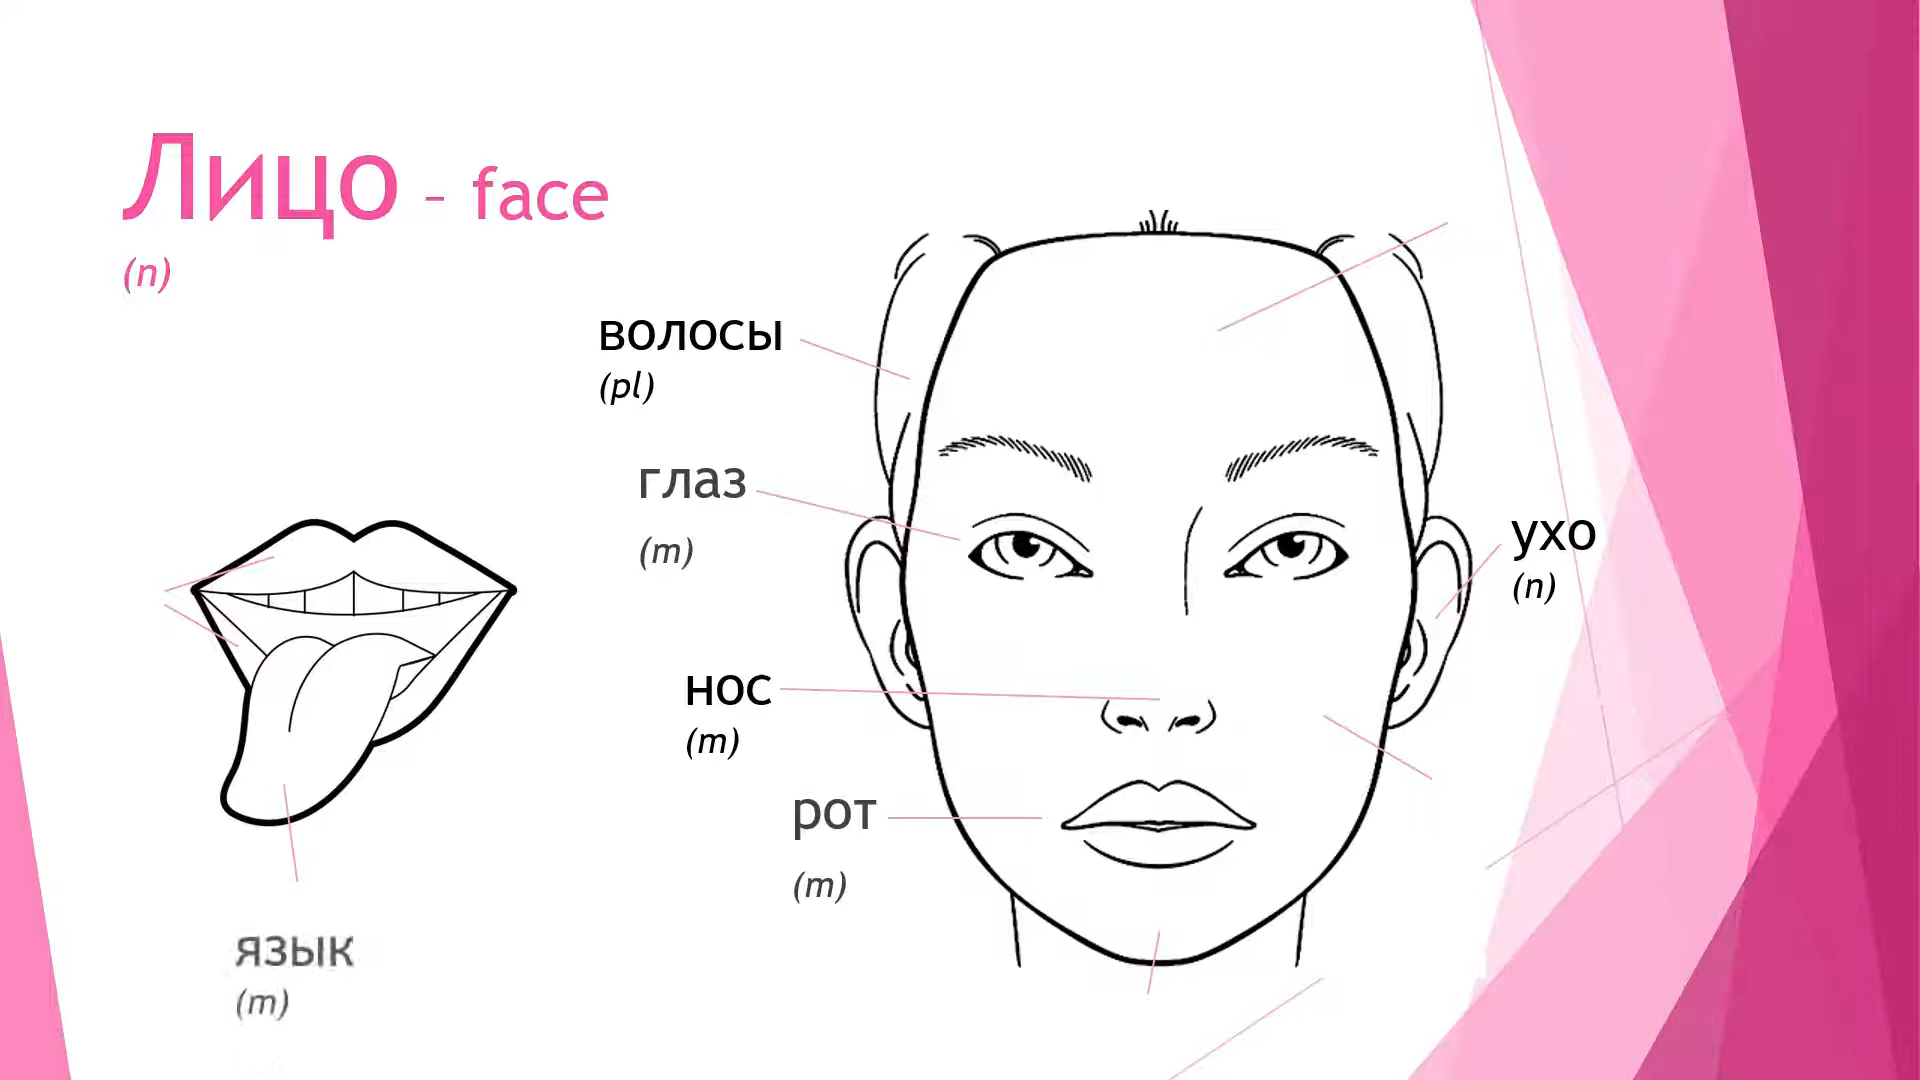 Лицо - face
(n)
волосы
(pl)
глаз
(m)
ухо
(n)
нос
(m)
рот
(m)
язык
(m)